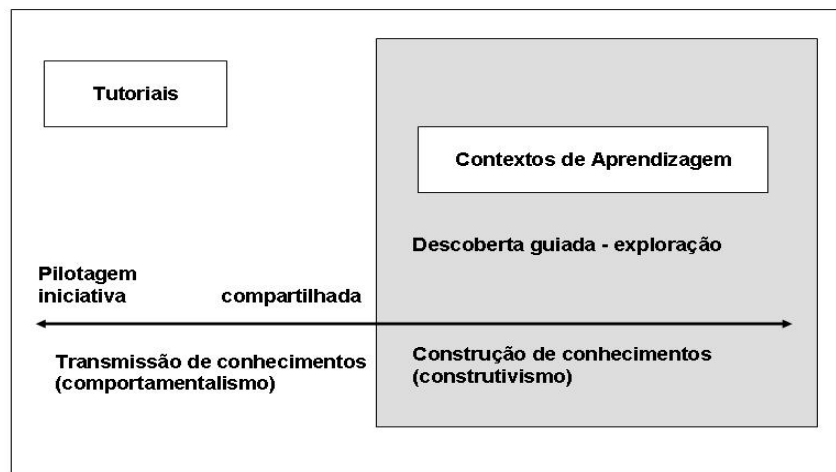 Tutoriais
Contextos de Aprendizagem
Descoberta guiada - exploração
Pilotagem
iniciativa compartilhada
Transmissão de conhecimentos
(comportamentalismo)
Construção de conhecimentos
(construtivismo)